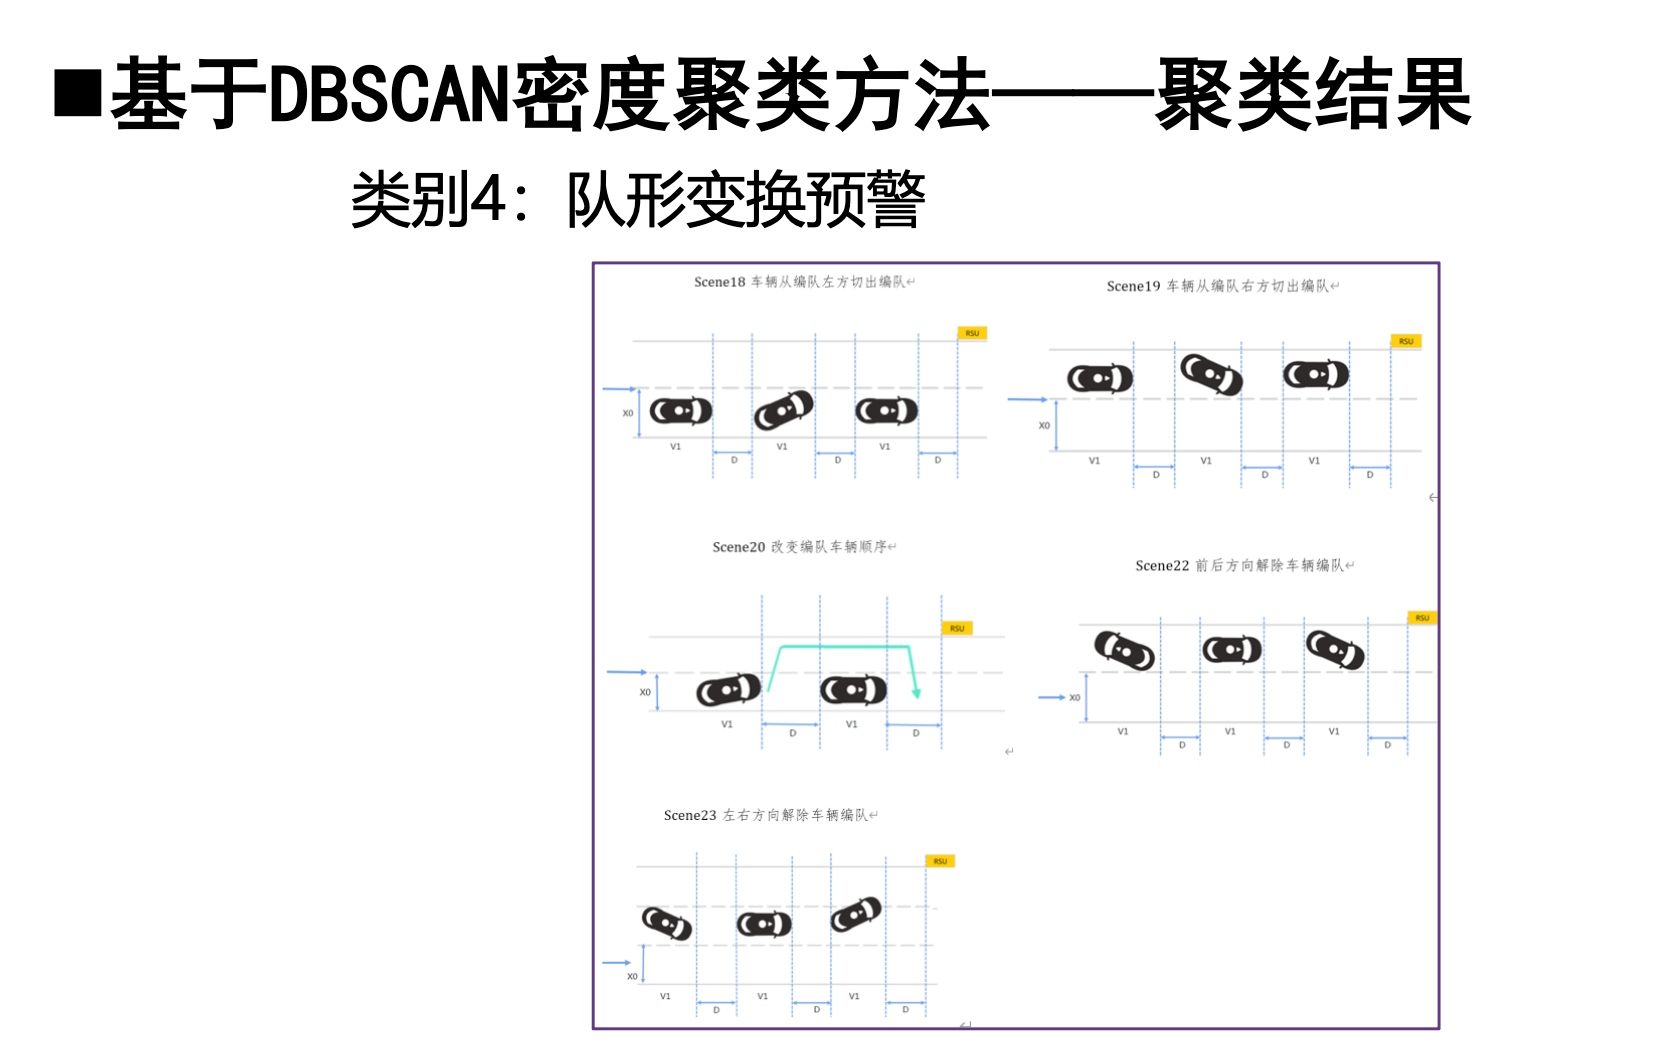 ■基于DBSCAN密度聚类方法——聚类结果
类别4：队形变换预警
Scene18 车辆从编队左方切出编队↵
RSU
X0
V1 V1 V1
D D D
Scene19 车辆从编队右方切出编队↵
RSU
X0
V1 V1 V1
D D D
↵
Scene20 改变编队车辆顺序↵
RSU
X0
V1 V1
D D
↵
Scene22 前后方向解除车辆编队↵
RSU
X0
V1 V1 V1
D D D
Scene23 左右方向解除车辆编队↵
RSU
X0
V1 V1 V1
D D D
↵